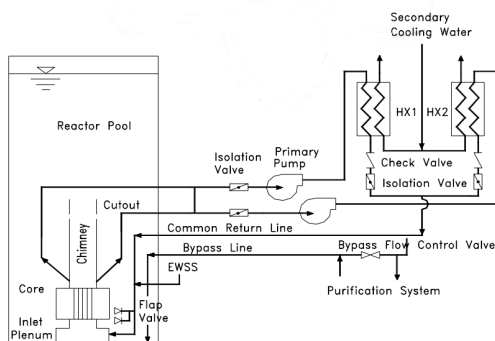 Secondary
Cooling Water
Reactor Pool
Isolation
Valve
Primary
Pump
HX1
HX2
Check Valve
Isolation Valve
Cutout
Chimney
Common Return Line
Bypass Line
Bypass Flow Control Valve
EWSS
Core
Flap
Valve
Purification System
Inlet
Plenum